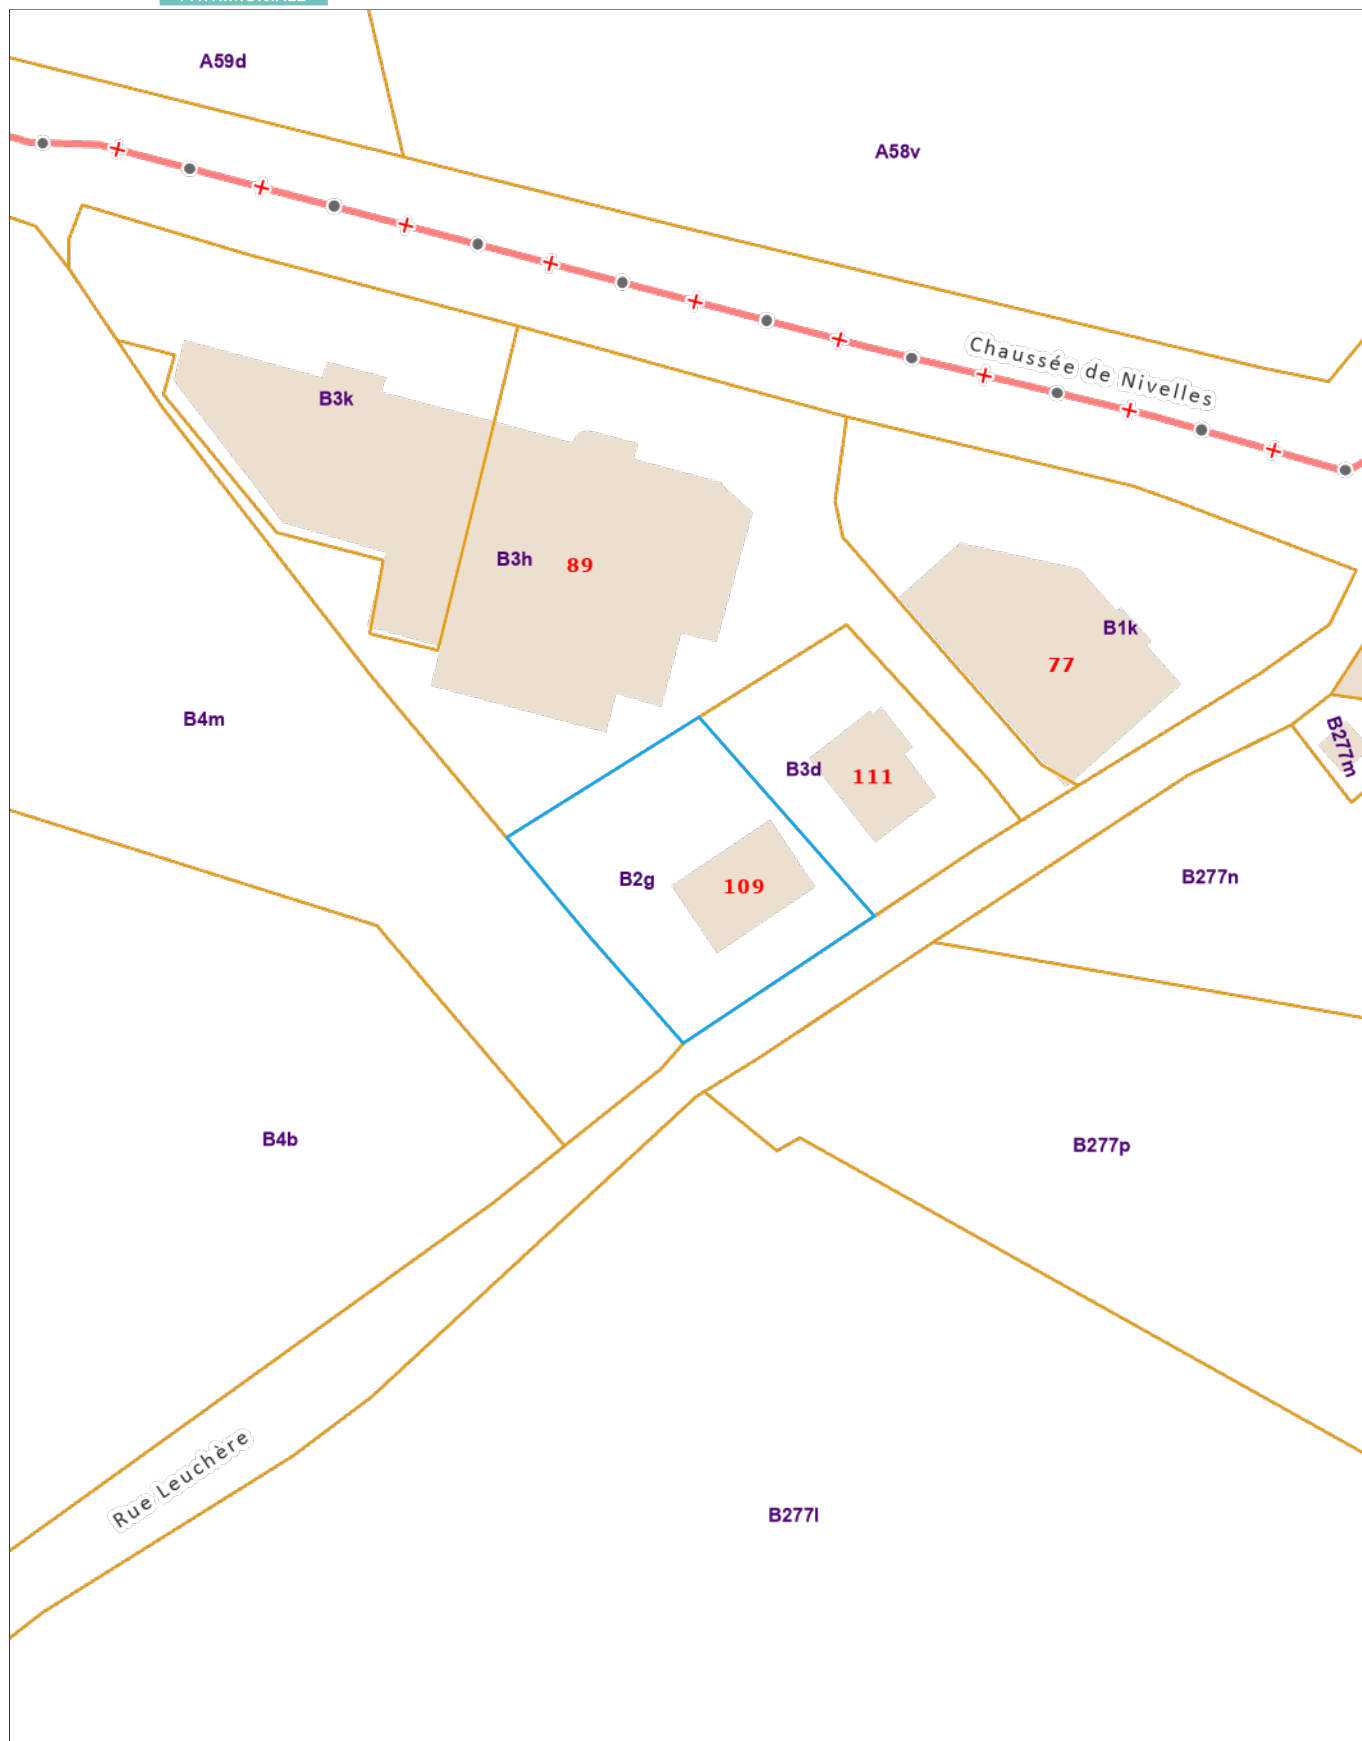 A59d
A58v
Chaussée de Nivelles
B3k
B3h
89
B1k
77
B4m
B277m
B3d
111
B2g
109
B277n
B4b
B277p
Rue Leuchère
B277l